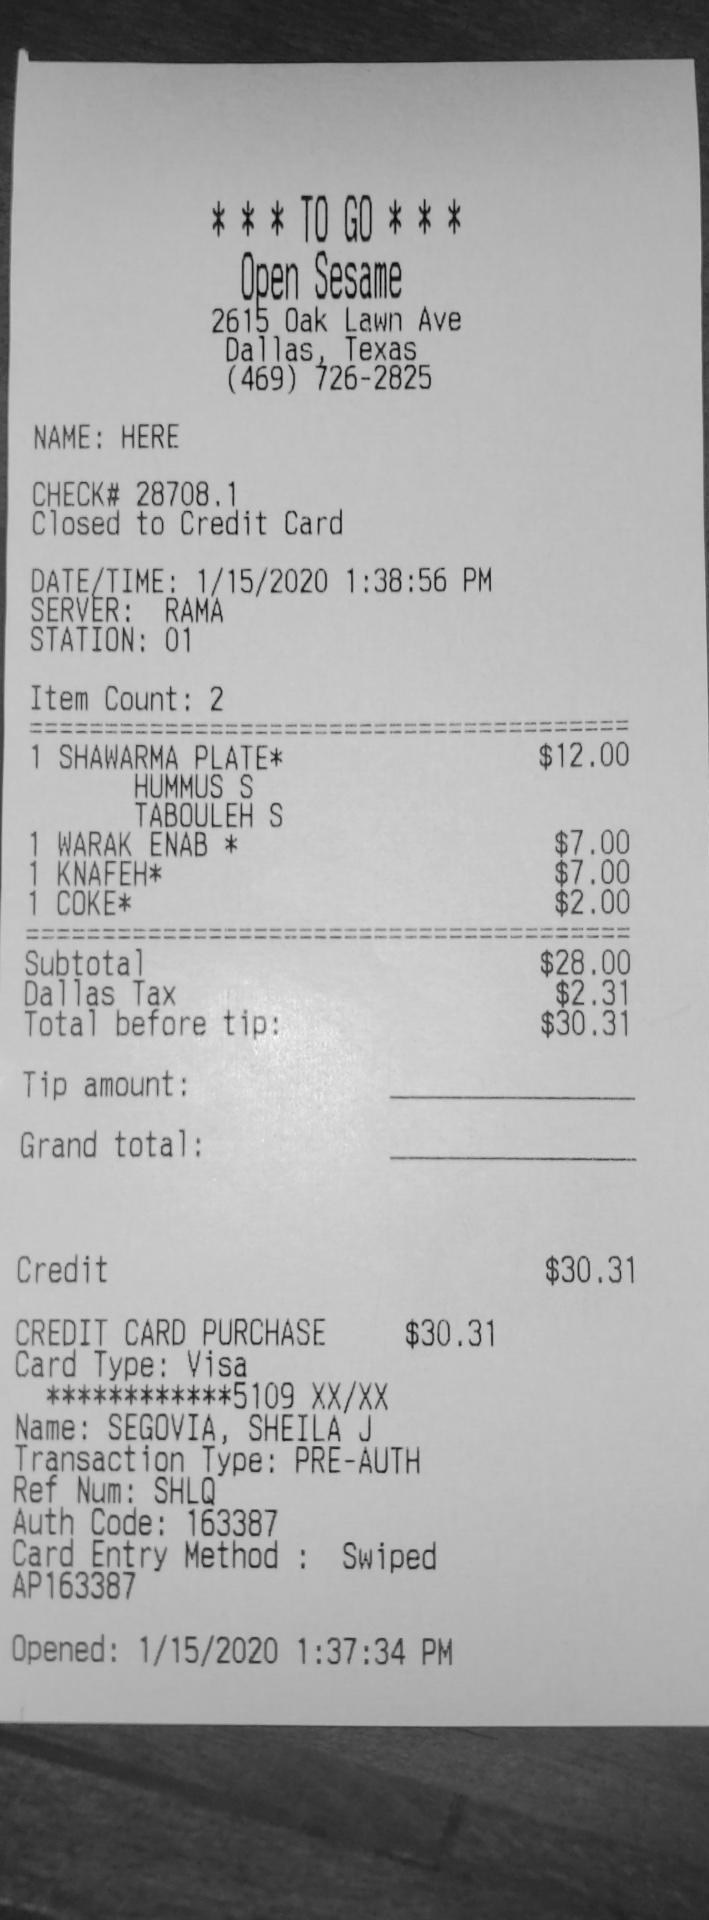 * * * TO GO * * *
Open Sesame
2615 Oak Lawn Ave
Dallas, Texas
(469) 726-2825
NAME: HERE
CHECK# 28708.1
Closed to Credit Card
DATE/TIME: 1/15/2020 1:38:56 PM
SERVER: RAMA
STATION: 01
Item Count: 2
========================================
1 SHAWARMA PLATE* $12.00
HUMMUS S
TABOULEH S
1 WARAK ENAB * $7.00
1 KNAFEH* $7.00
1 COKE* $2.00
========================================
Subtotal $28.00
Dallas Tax $2.31
Total before tip: $30.31
Tip amount: ________________
Grand total: ________________
Credit $30.31
CREDIT CARD PURCHASE $30.31
Card Type: Visa
************5109 XX/XX
Name: SEGOVIA, SHEILA J
Transaction Type: PRE-AUTH
Ref Num: SHLQ
Auth Code: 163387
Card Entry Method : Swiped
AP163387
Opened: 1/15/2020 1:37:34 PM